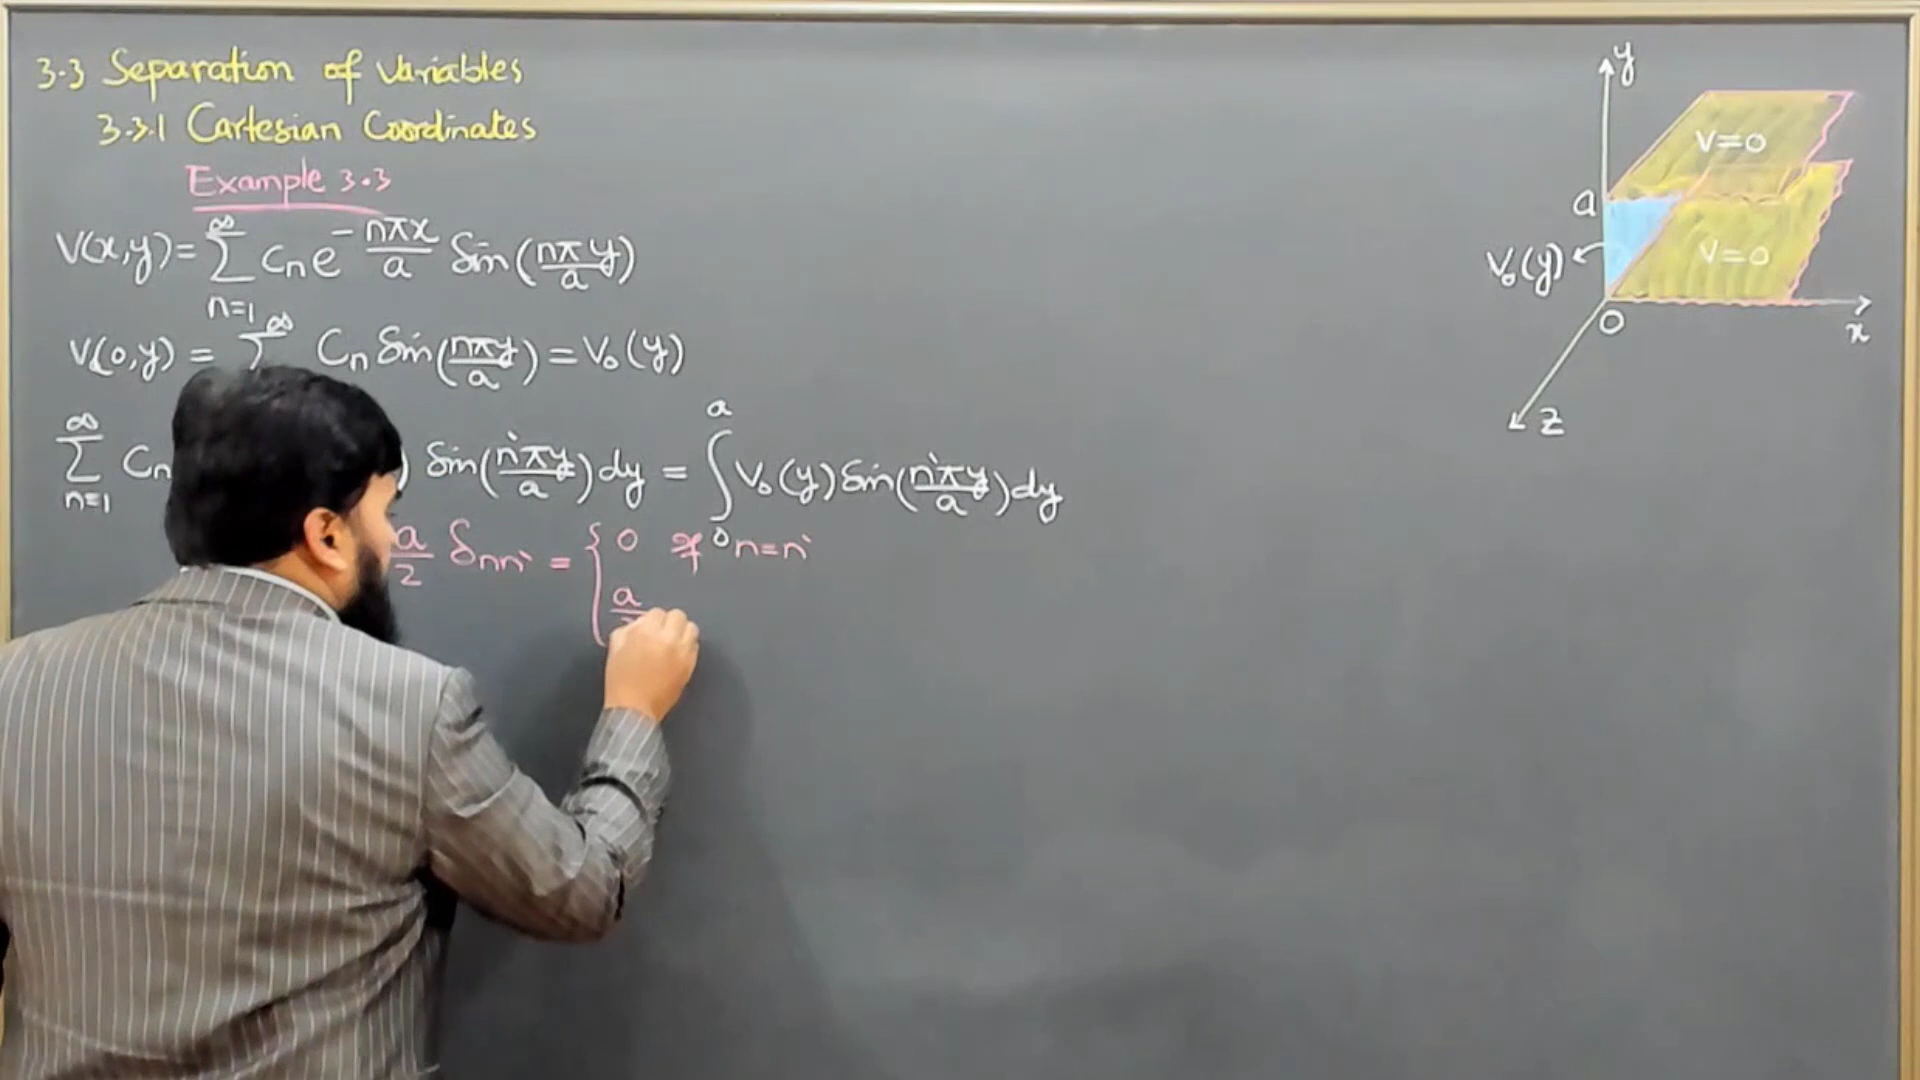 3.3 Separation of Variables
3.3.1 Cartesian Coordinates
Example 3.3
V(x,y) = ∑_{n=1}^{∞} Cn e^{-nπx/a} Sin(nπy/a)
V(0,y) = ∑^{∞} Cn Sin(nπy/a) = V₀(y)
∑_{n=1}^{∞} Cn ) Sin(n`πy/a) dy = ∫_0^a V₀(y) Sin(n`πy/a) dy
a/2 δnn` = { 0 if n=n`
a
y
V=0
a
V₀(y)
V=0
0
x
z